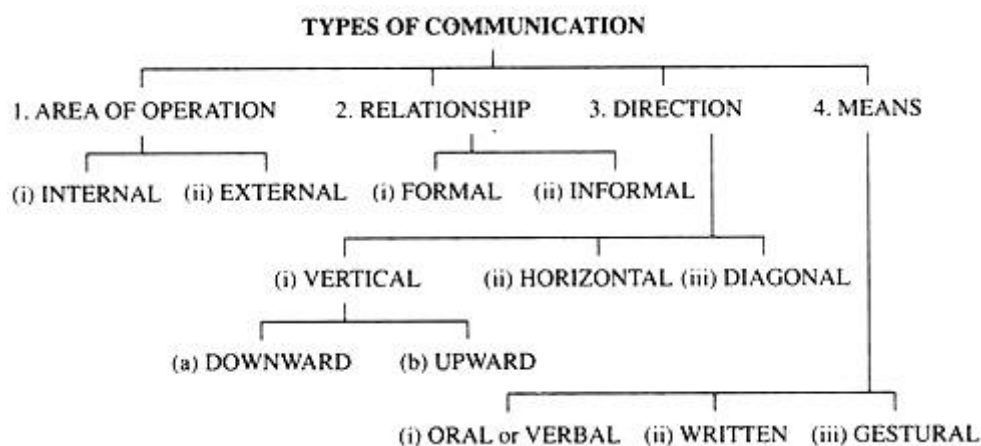 TYPES OF COMMUNICATION
1. AREA OF OPERATION 2. RELATIONSHIP 3. DIRECTION 4. MEANS
(i) INTERNAL (ii) EXTERNAL (i) FORMAL (ii) INFORMAL
(i) VERTICAL (ii) HORIZONTAL (iii) DIAGONAL
(a) DOWNWARD (b) UPWARD
(i) ORAL or VERBAL (ii) WRITTEN (iii) GESTURAL